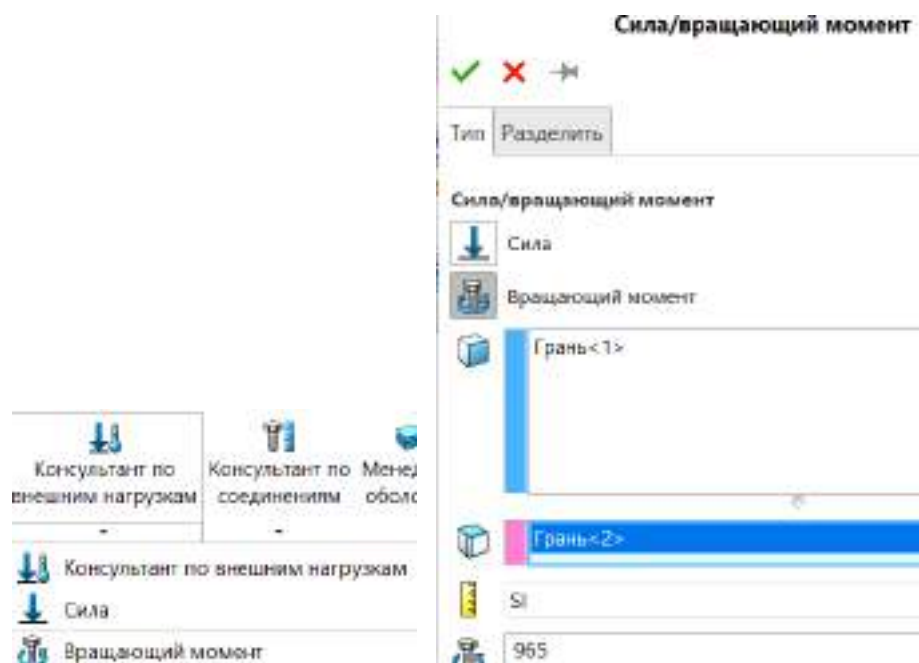 Консультант по
внешним нагрузкам
Консультант по
соединениям
Консультант по внешним нагрузкам
Сила
Вращающий момент
Сила/вращающий момент
Тип Разделить
Сила/вращающий момент
Сила
Вращающий момент
Грань<1>
Грань<2>
SI
965